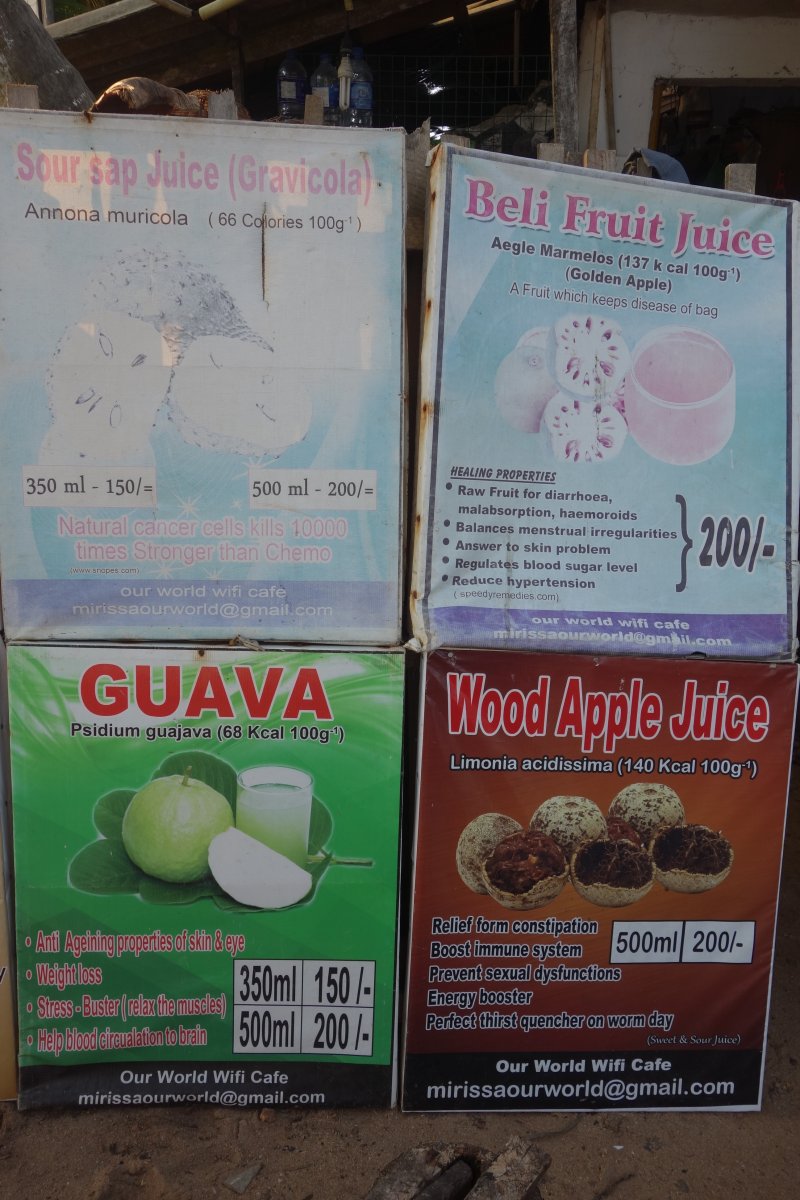 Sour sap Juice (Gravicola)
Annona muricola ( 66 Colories 100g-¹ )
350 ml - 150/= 500 ml - 200/=
Natural cancer cells kills 10000
times Stronger than Chemo
(www.snopes.com)
our world wifi cafe
mirissaourworld@gmail.com
Beli Fruit Juice
Aegle Marmelos (137 k cal 100g-¹)
(Golden Apple)
A Fruit which keeps disease of bag
HEALING PROPERTIES
• Raw Fruit for diarrhoea,
malabsorption, haemoroids
• Balances menstrual irregularities
• Answer to skin problem
• Regulates blood sugar level
• Reduce hypertension
( speedyremedies.com)
200/-
our world wifi cafe
mirissaourworld@gmail.com
GUAVA
Psidium guajava (68 Kcal 100g-¹)
• Anti Ageining properties of skin & eye
• Weight loss
• Stress - Buster ( relax the muscles)
• Help blood circualation to brain
350ml 150 /-
500ml 200 /-
Our World Wifi Cafe
mirissaourworld@gmail.com
Wood Apple Juice
Limonia acidissima (140 Kcal 100g-¹)
Relief form constipation
Boost immune system
Prevent sexual dysfunctions
Energy booster
Perfect thirst quencher on worm day
500ml 200/-
(Sweet & Sour Juice)
Our World Wifi Cafe
mirissaourworld@gmail.com